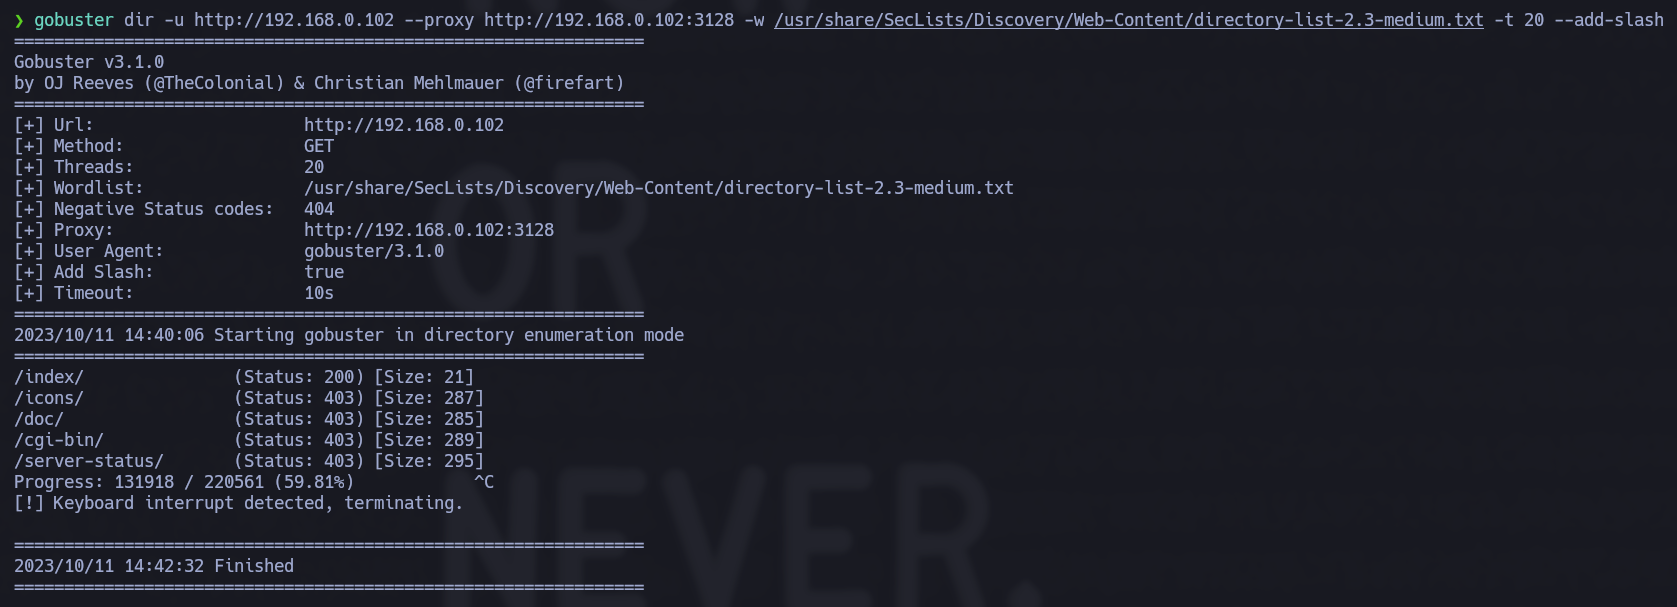 ❯ gobuster dir -u http://192.168.0.102 --proxy http://192.168.0.102:3128 -w /usr/share/SecLists/Discovery/Web-Content/directory-list-2.3-medium.txt -t 20 --add-slash
===============================================================
Gobuster v3.1.0
by OJ Reeves (@TheColonial) & Christian Mehlmauer (@firefart)
===============================================================
[+] Url:                     http://192.168.0.102
[+] Method:                  GET
[+] Threads:                 20
[+] Wordlist:                /usr/share/SecLists/Discovery/Web-Content/directory-list-2.3-medium.txt
[+] Negative Status codes:   404
[+] Proxy:                   http://192.168.0.102:3128
[+] User Agent:              gobuster/3.1.0
[+] Add Slash:               true
[+] Timeout:                 10s
===============================================================
2023/10/11 14:40:06 Starting gobuster in directory enumeration mode
===============================================================
/index/               (Status: 200) [Size: 21]
/icons/               (Status: 403) [Size: 287]
/doc/                 (Status: 403) [Size: 285]
/cgi-bin/             (Status: 403) [Size: 289]
/server-status/       (Status: 403) [Size: 295]
Progress: 131918 / 220561 (59.81%)            ^C
[!] Keyboard interrupt detected, terminating.
===============================================================
2023/10/11 14:42:32 Finished
===============================================================
NOW
OR
NEVER.